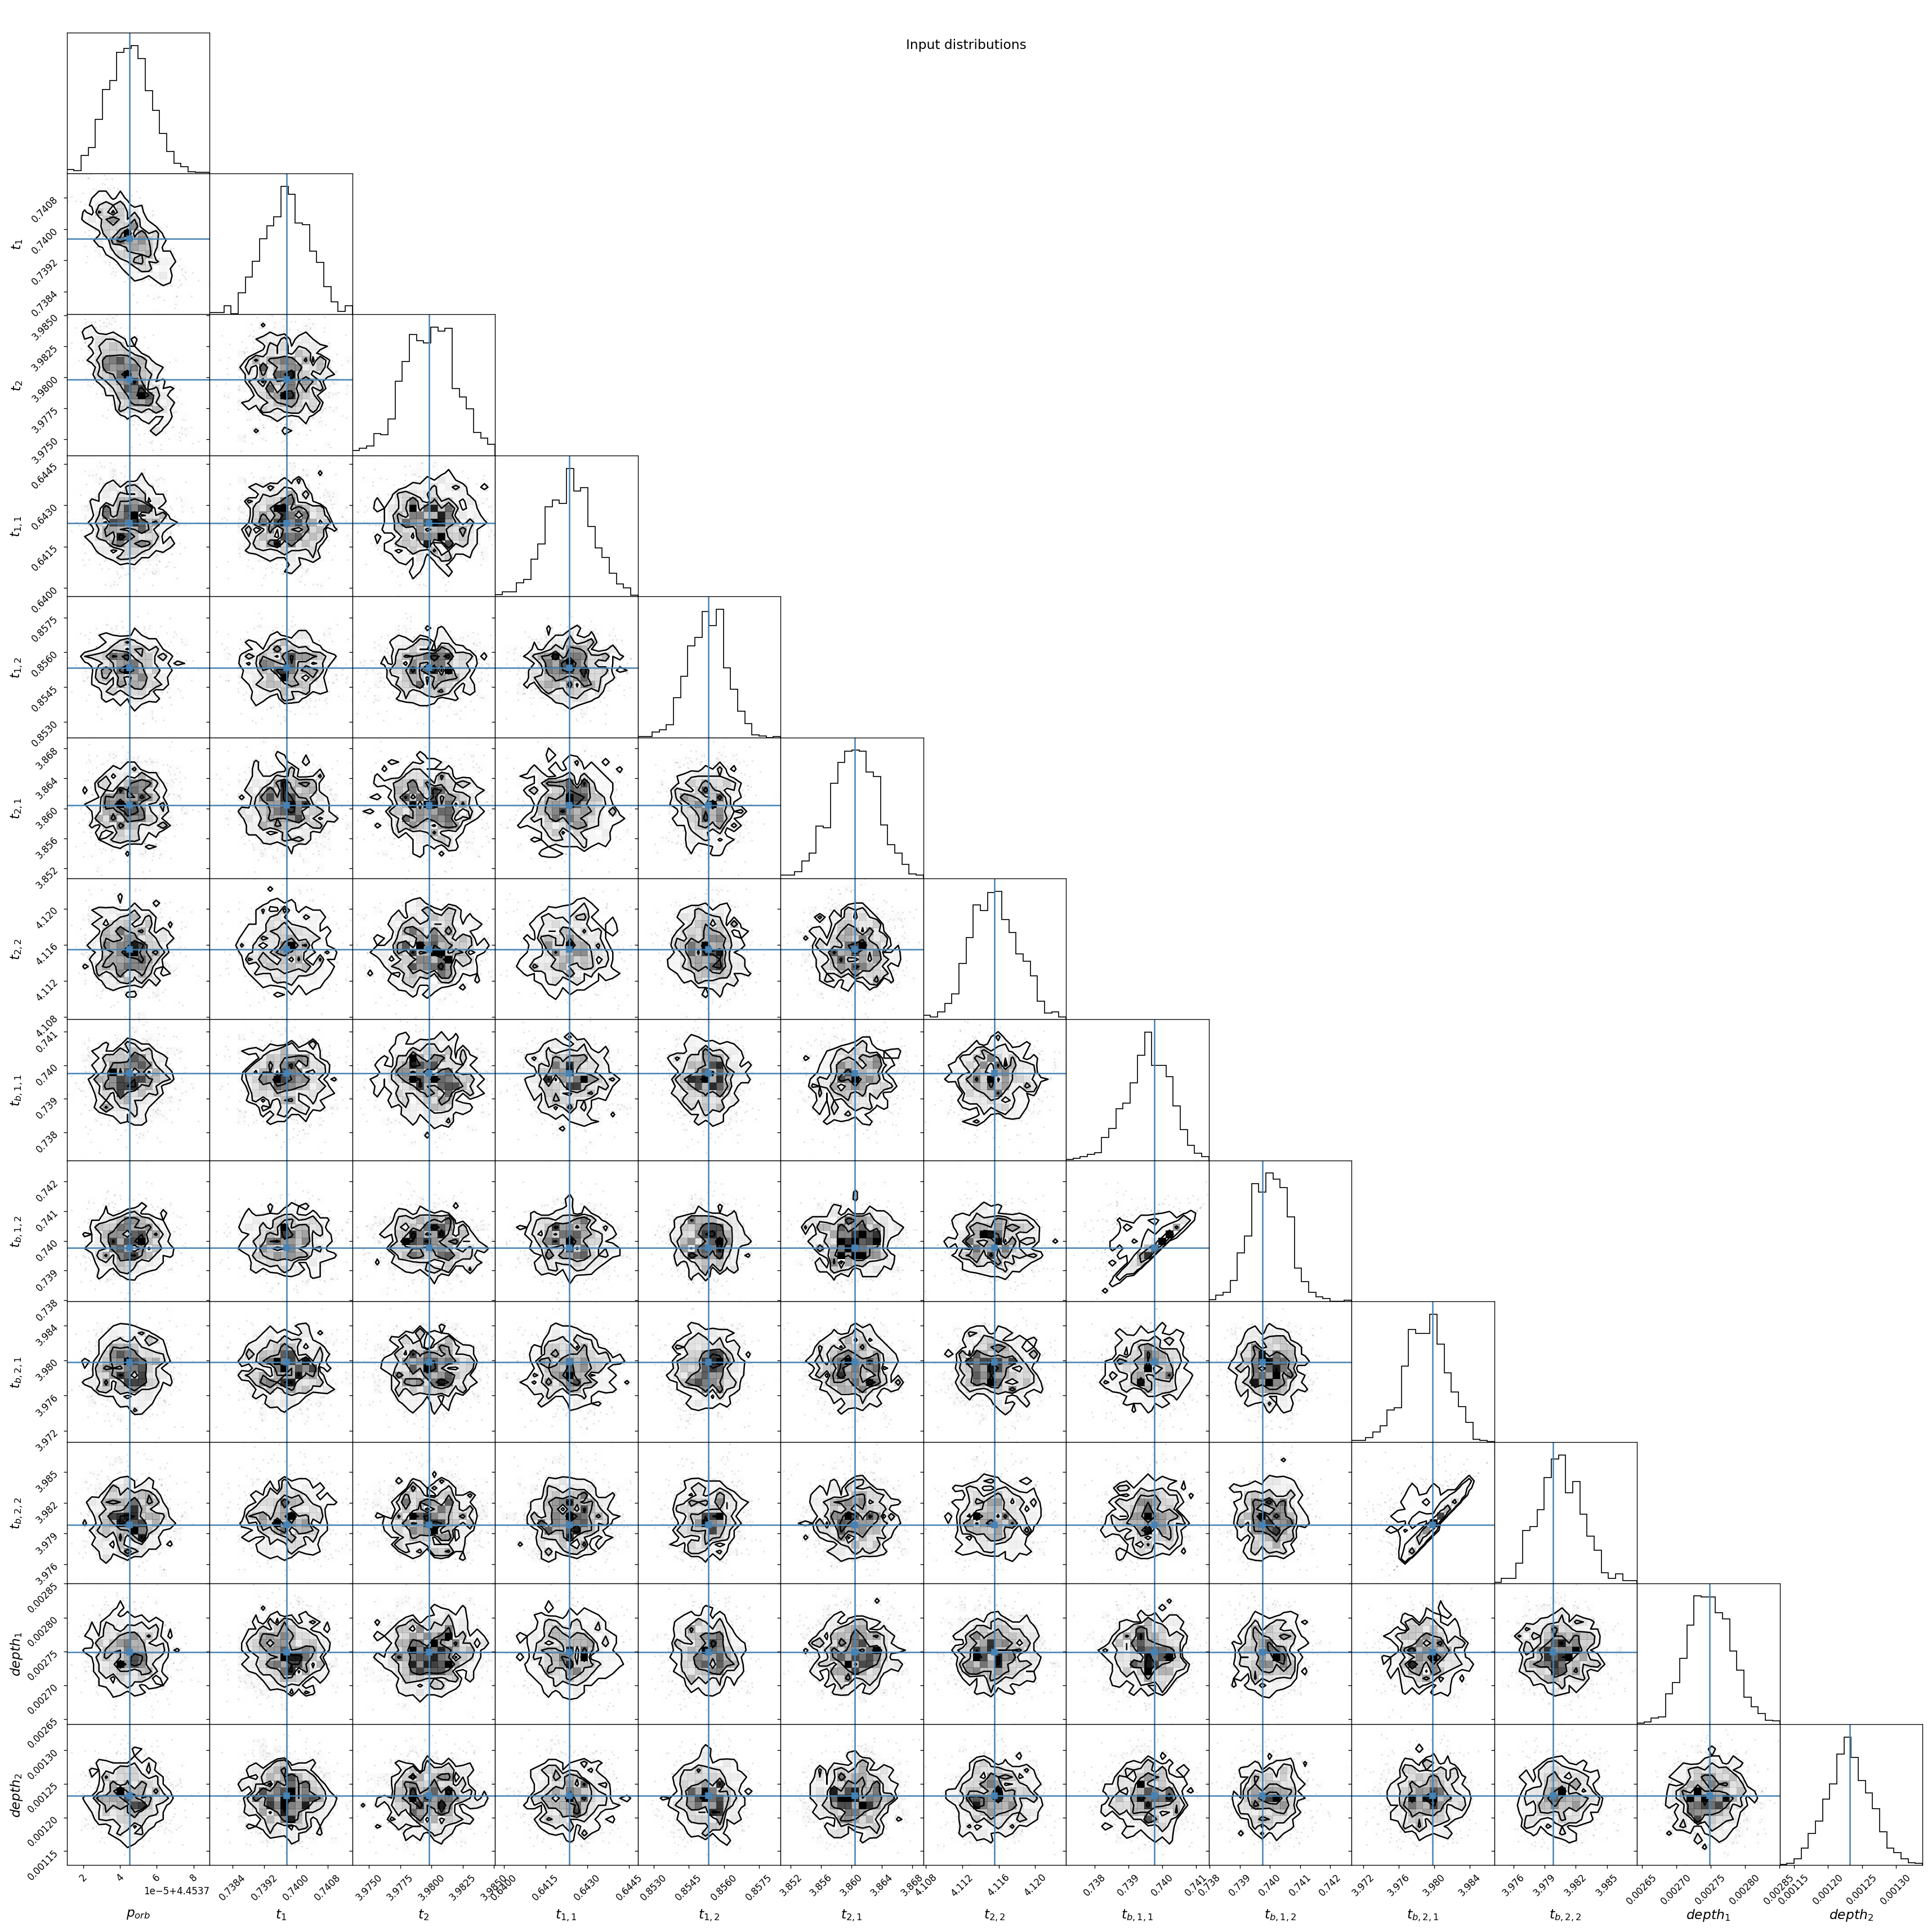 Input distributions
t_1
0.7408
0.7400
0.7392
0.7384
t_2
3.9850
3.9825
3.9800
3.9775
3.9750
t_{1,1}
0.6445
0.6430
0.6415
0.6400
t_{1,2}
0.8575
0.8560
0.8545
0.8530
t_{2,1}
3.868
3.864
3.860
3.856
3.852
t_{2,2}
4.120
4.116
4.112
4.108
t_{b,1,1}
0.741
0.740
0.739
0.738
t_{b,1,2}
0.742
0.741
0.740
0.739
0.738
t_{b,2,1}
3.984
3.980
3.976
3.972
t_{b,2,2}
3.985
3.982
3.979
3.976
depth_1
0.00285
0.00280
0.00275
0.00270
0.00265
depth_2
0.00130
0.00125
0.00120
0.00115
2 4 6 8
1e-5+4.4537
0.7384 0.7392 0.7400 0.7408
3.9750 3.9775 3.9800 3.9825 3.9850
0.6400 0.6415 0.6430 0.6445
0.8530 0.8545 0.8560 0.8575
3.852 3.856 3.860 3.864 3.868
4.108 4.112 4.116 4.120
0.738 0.739 0.740 0.741
0.738 0.739 0.740 0.741 0.742
3.972 3.976 3.980 3.984
3.976 3.979 3.982 3.985
0.00265 0.00270 0.00275 0.00280 0.00285
0.00115 0.00120 0.00125 0.00130
p_{orb} t_1 t_2 t_{1,1} t_{1,2} t_{2,1} t_{2,2} t_{b,1,1} t_{b,1,2} t_{b,2,1} t_{b,2,2} depth_1 depth_2